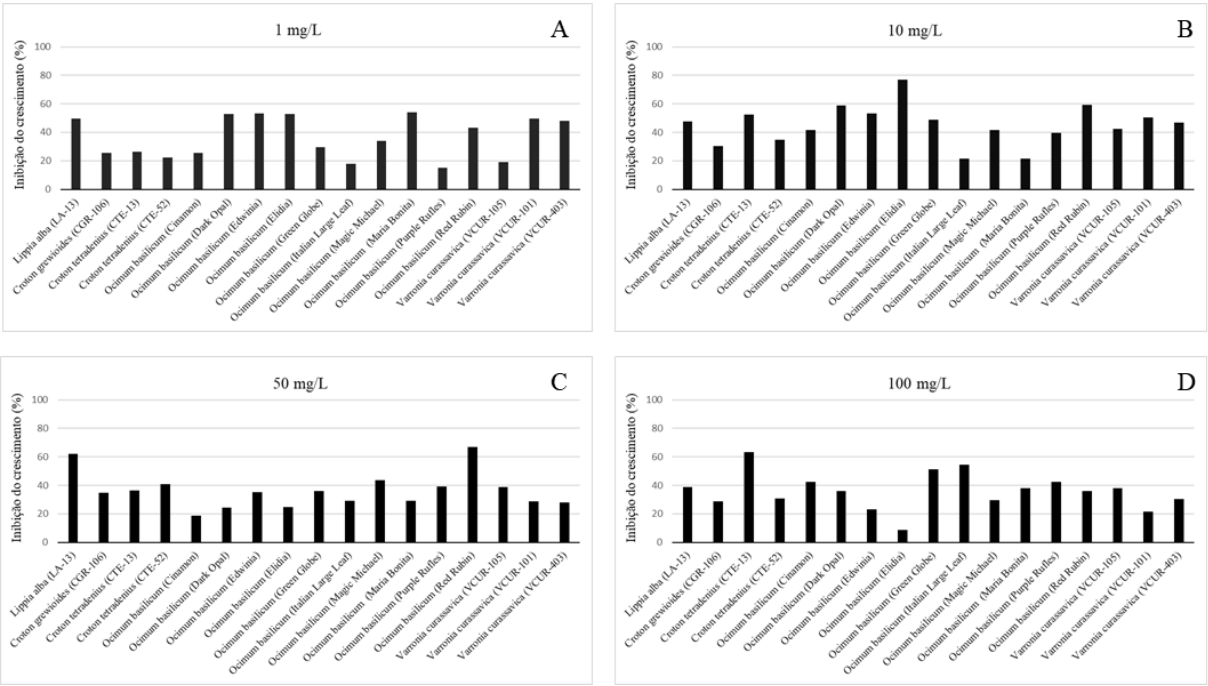 1 mg/L
A
Inibição do crescimento (%)
100
80
60
40
20
0
Lippia alba (LA-13)
Croton grewioides (CGR-106)
Croton tetradenius (CTE-13)
Croton tetradenius (CTE-52)
Ocimum basilicum (Cinamon)
Ocimum basilicum (Dark Opal)
Ocimum basilicum (Edwinia)
Ocimum basilicum (Elidia)
Ocimum basilicum (Green Globe)
Ocimum basilicum (Italian Large Leaf)
Ocimum basilicum (Magic Michael)
Ocimum basilicum (Maria Bonita)
Ocimum basilicum (Purple Rufles)
Ocimum basilicum (Red Rubin)
Varronia curassavica (VCUR-105)
Varronia curassavica (VCUR-101)
Varronia curassavica (VCUR-403)
10 mg/L
B
Inibição do crescimento (%)
100
80
60
40
20
0
Lippia alba (LA-13)
Croton grewioides (CGR-106)
Croton tetradenius (CTE-13)
Croton tetradenius (CTE-52)
Ocimum basilicum (Cinamon)
Ocimum basilicum (Dark Opal)
Ocimum basilicum (Edwinia)
Ocimum basilicum (Elidia)
Ocimum basilicum (Green Globe)
Ocimum basilicum (Italian Large Leaf)
Ocimum basilicum (Magic Michael)
Ocimum basilicum (Maria Bonita)
Ocimum basilicum (Purple Rufles)
Ocimum basilicum (Red Rubin)
Varronia curassavica (VCUR-105)
Varronia curassavica (VCUR-101)
Varronia curassavica (VCUR-403)
50 mg/L
C
Inibição do crescimento (%)
100
80
60
40
20
0
Lippia alba (LA-13)
Croton grewioides (CGR-106)
Croton tetradenius (CTE-13)
Croton tetradenius (CTE-52)
Ocimum basilicum (Cinamon)
Ocimum basilicum (Dark Opal)
Ocimum basilicum (Edwinia)
Ocimum basilicum (Elidia)
Ocimum basilicum (Green Globe)
Ocimum basilicum (Italian Large Leaf)
Ocimum basilicum (Magic Michael)
Ocimum basilicum (Maria Bonita)
Ocimum basilicum (Purple Rufles)
Ocimum basilicum (Red Rubin)
Varronia curassavica (VCUR-105)
Varronia curassavica (VCUR-101)
Varronia curassavica (VCUR-403)
100 mg/L
D
Inibição do crescimento (%)
100
80
60
40
20
0
Lippia alba (LA-13)
Croton grewioides (CGR-106)
Croton tetradenius (CTE-13)
Croton tetradenius (CTE-52)
Ocimum basilicum (Cinamon)
Ocimum basilicum (Dark Opal)
Ocimum basilicum (Edwinia)
Ocimum basilicum (Elidia)
Ocimum basilicum (Green Globe)
Ocimum basilicum (Italian Large Leaf)
Ocimum basilicum (Magic Michael)
Ocimum basilicum (Maria Bonita)
Ocimum basilicum (Purple Rufles)
Ocimum basilicum (Red Rubin)
Varronia curassavica (VCUR-105)
Varronia curassavica (VCUR-101)
Varronia curassavica (VCUR-403)